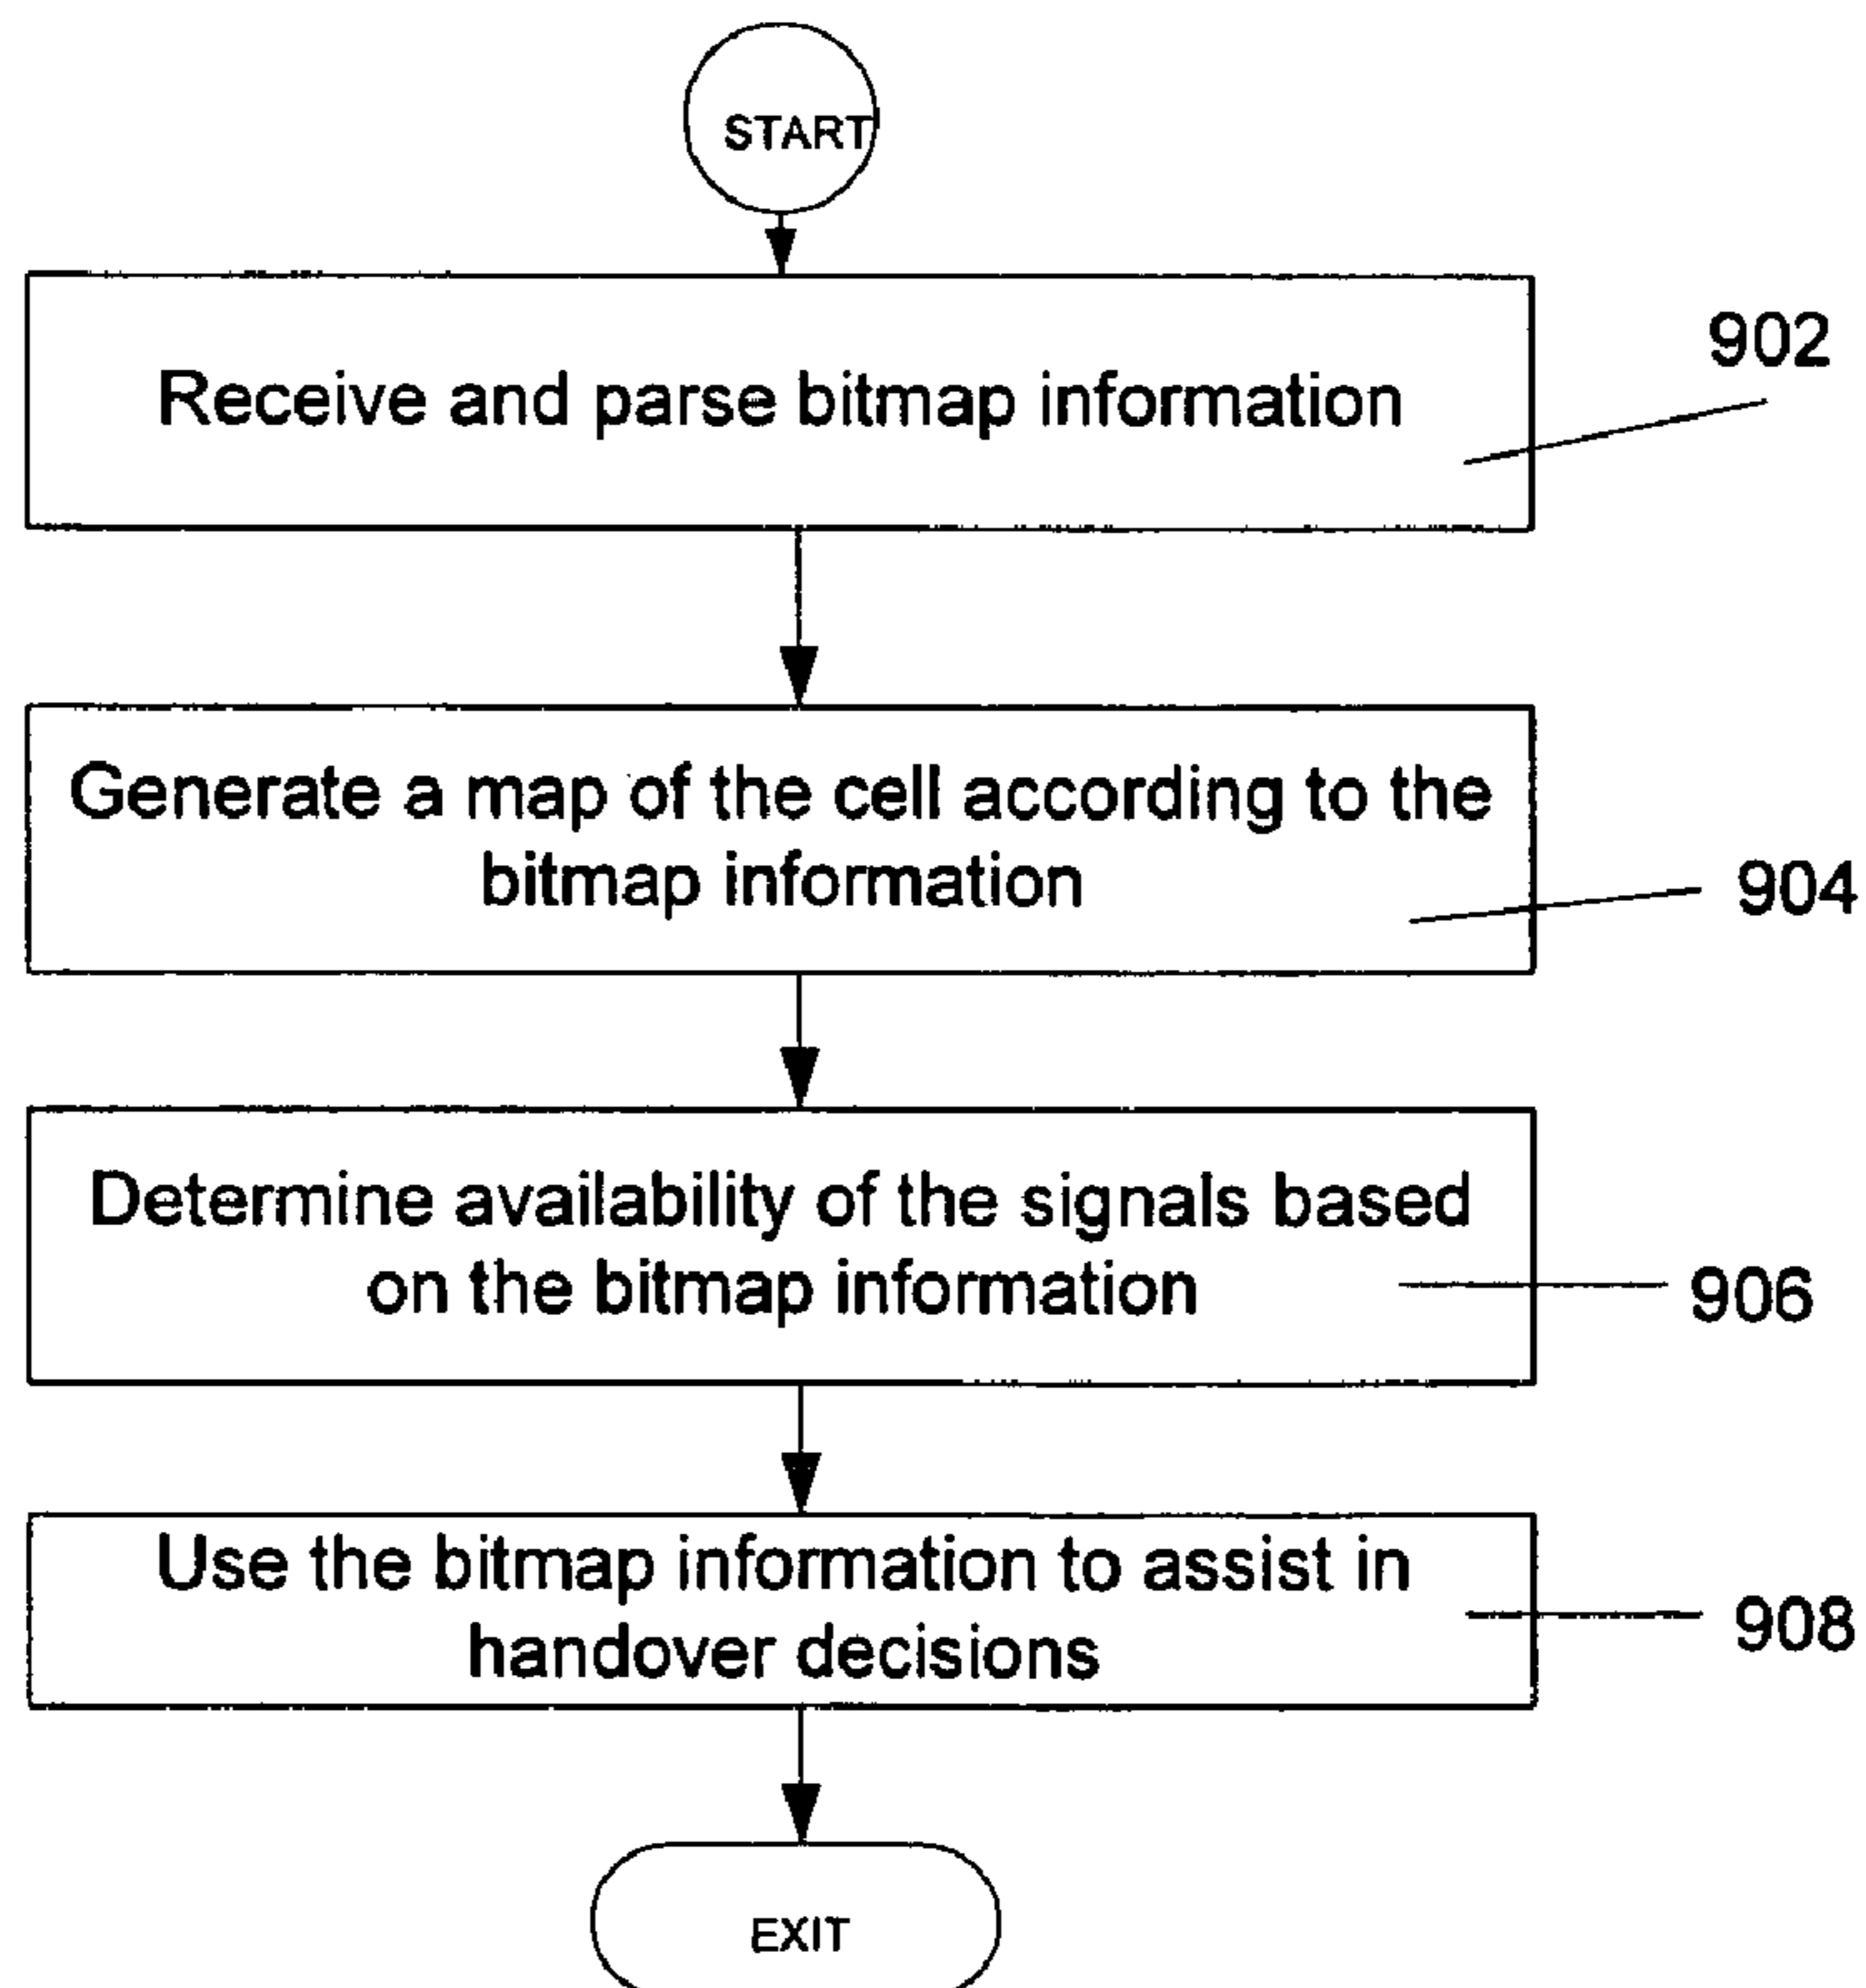 START
Receive and parse bitmap information
902
Generate a map of the cell according to the
bitmap information
904
Determine availability of the signals based
on the bitmap information
906
Use the bitmap information to assist in
handover decisions
908
EXIT